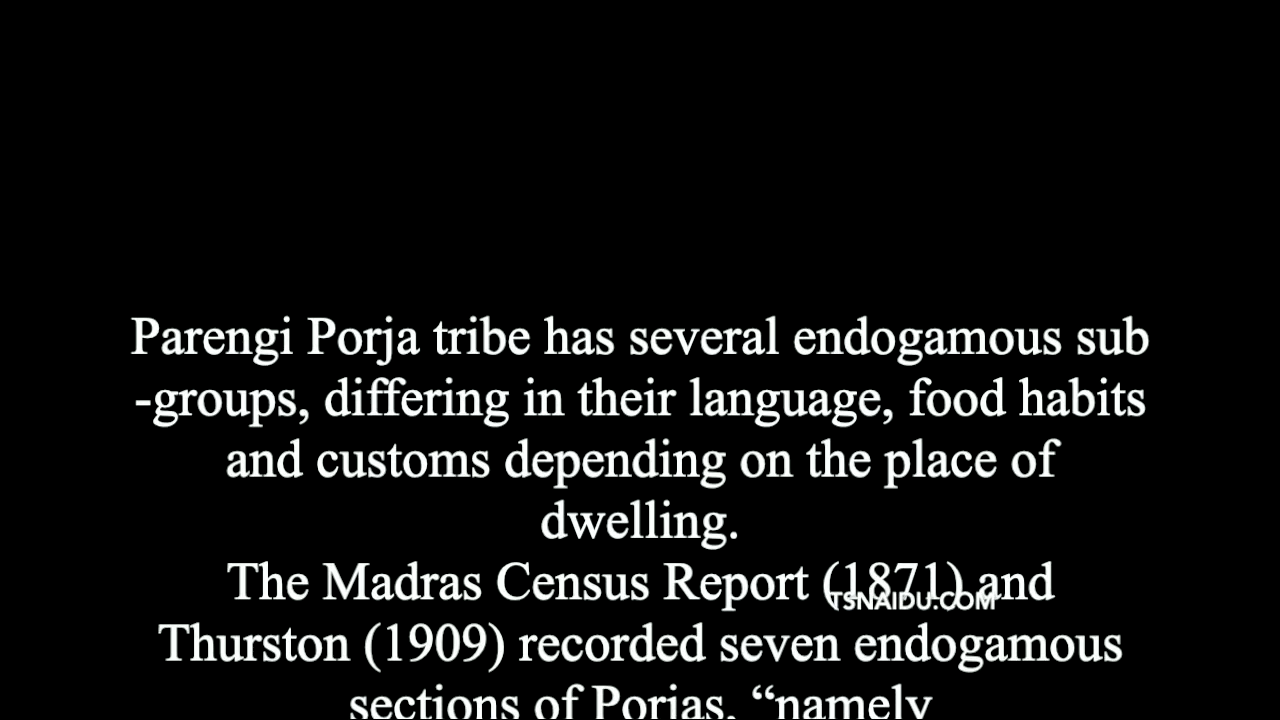 Parengi Porja tribe has several endogamous sub
-groups, differing in their language, food habits
and customs depending on the place of
dwelling.
The Madras Census Report (1871) and
TSNAIDU.COM
Thurston (1909) recorded seven endogamous
sections of Porjas, “namely